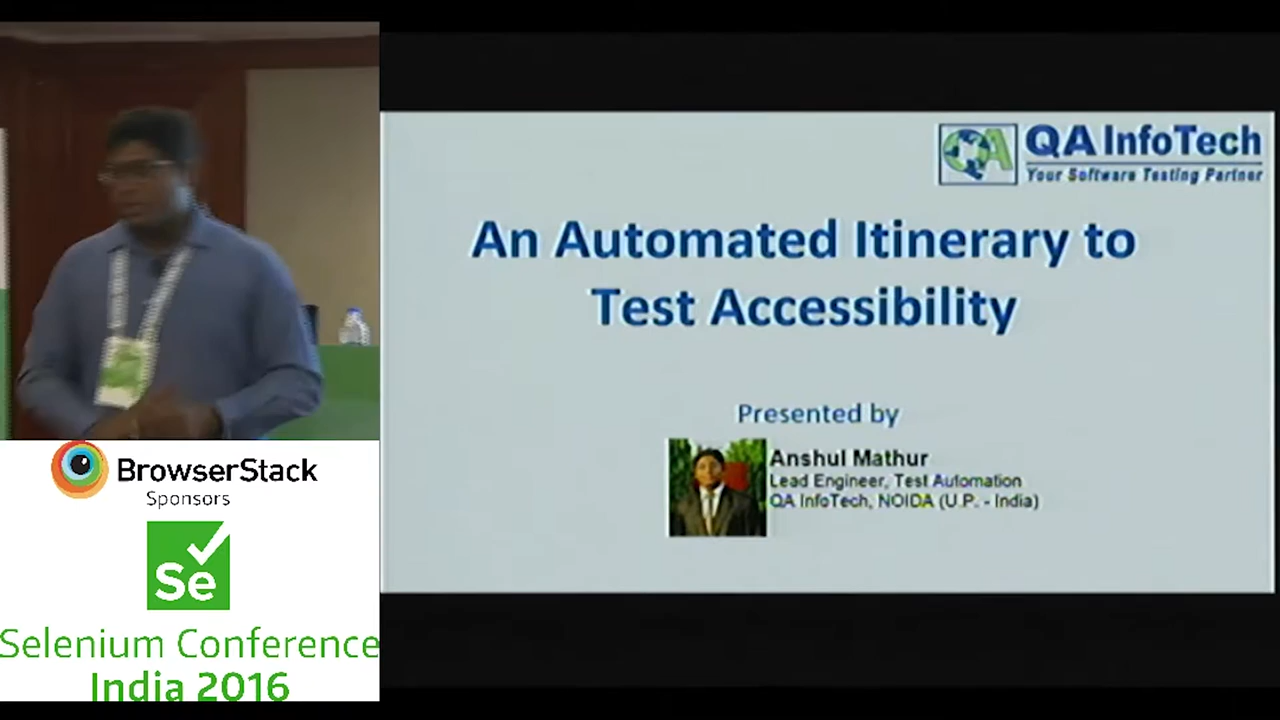 QA InfoTech
Your Software Testing Partner
An Automated Itinerary to
Test Accessibility
Presented by
Anshul Mathur
Lead Engineer, Test Automation
QA InfoTech, NOIDA (U.P. - India)
BrowserStack
Sponsors
Se
Selenium Conference
India 2016